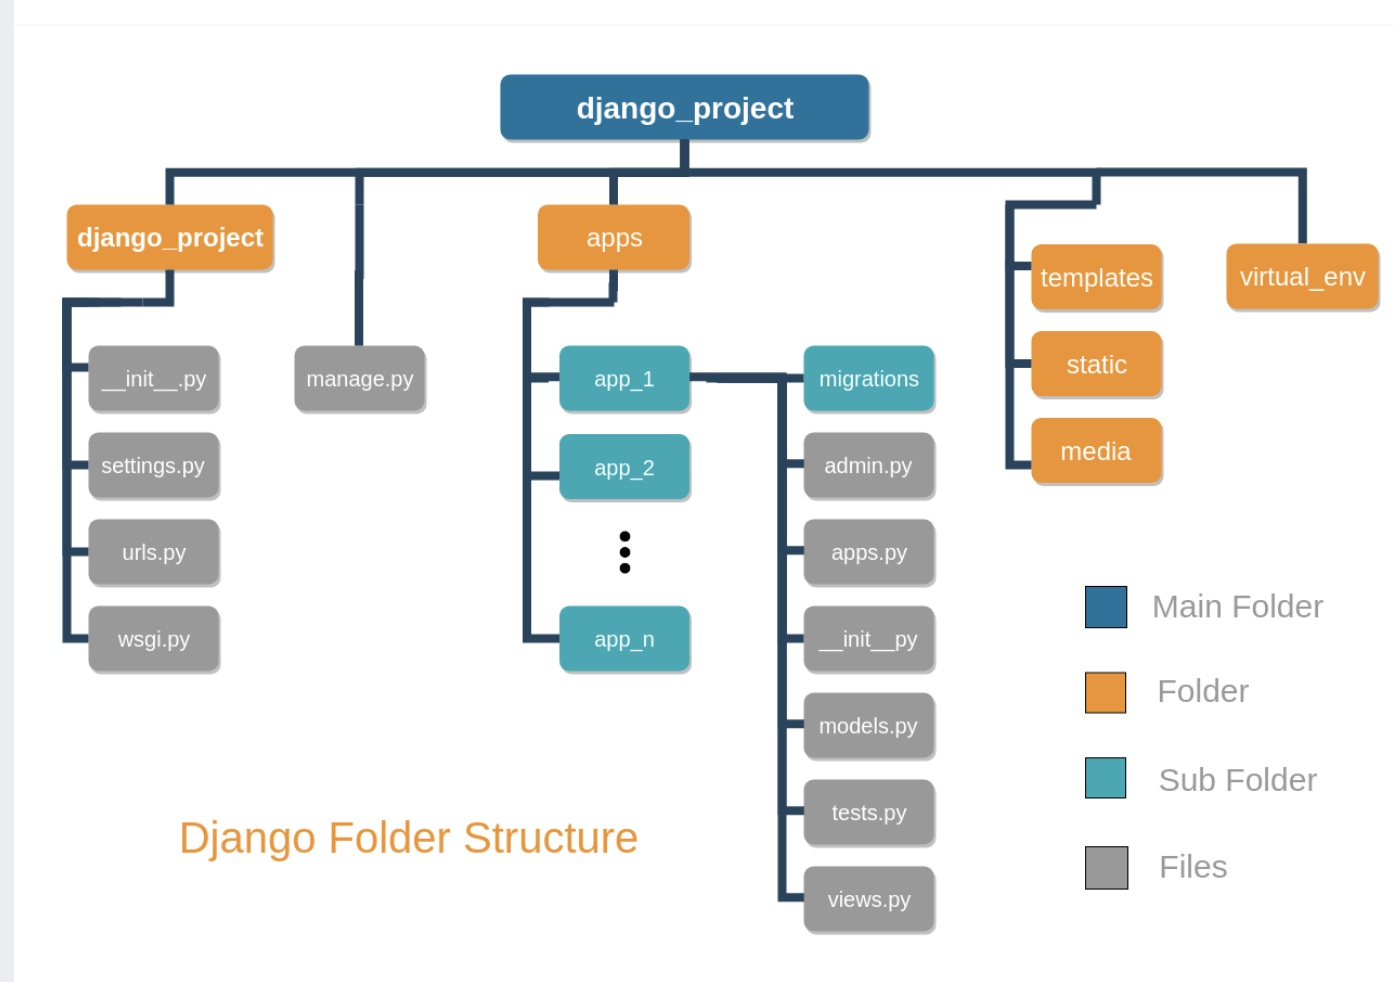 django_project
django_project
apps
templates
virtual_env
static
media
__init__.py
manage.py
app_1
migrations
settings.py
app_2
admin.py
urls.py
apps.py
wsgi.py
app_n
__init__py
models.py
tests.py
views.py
Main Folder
Folder
Sub Folder
Files
Django Folder Structure